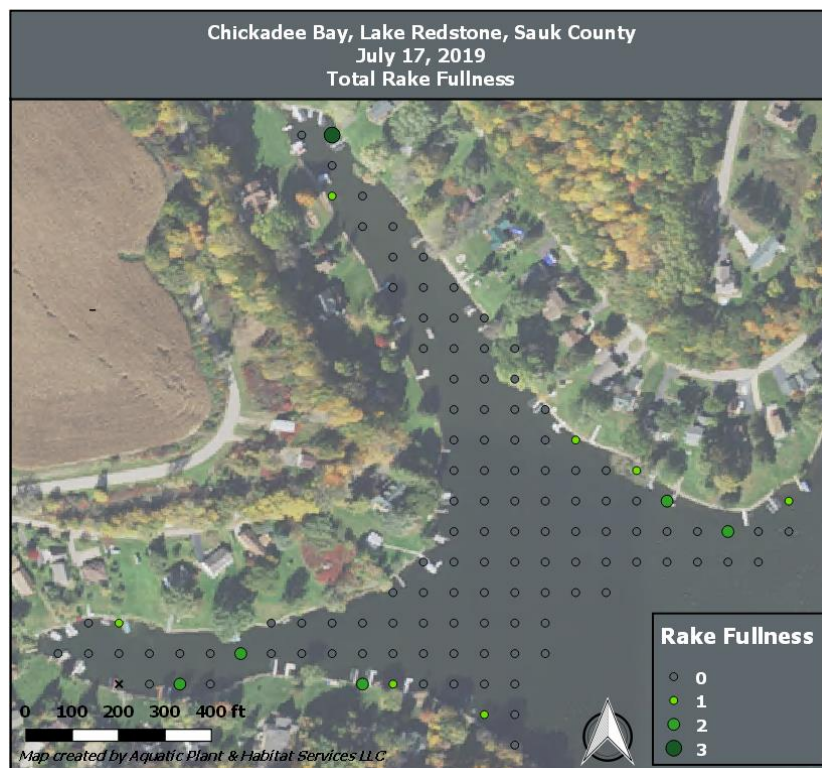 Chickadee Bay, Lake Redstone, Sauk County
July 17, 2019
Total Rake Fullness
Rake Fullness
0
1
2
3
0 100 200 300 400 ft
Map created by Aquatic Plant & Habitat Services LLC